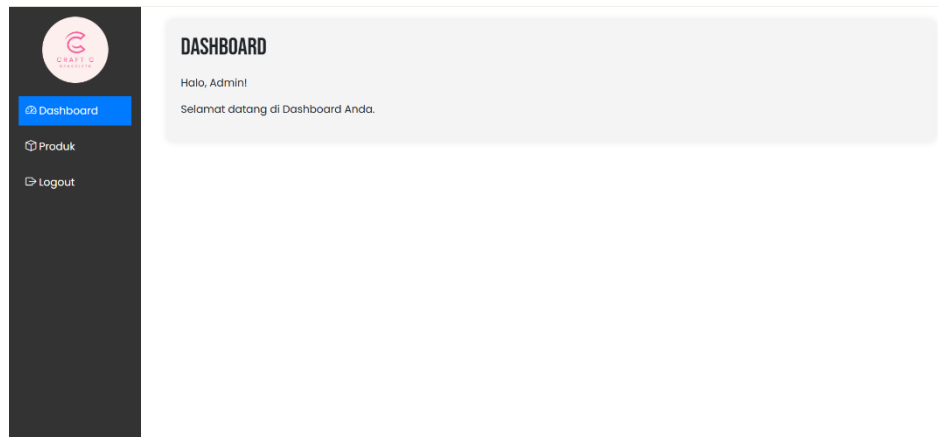 CRAFT C
Dashboard
Produk
Logout
DASHBOARD
Halo, Admin!
Selamat datang di Dashboard Anda.